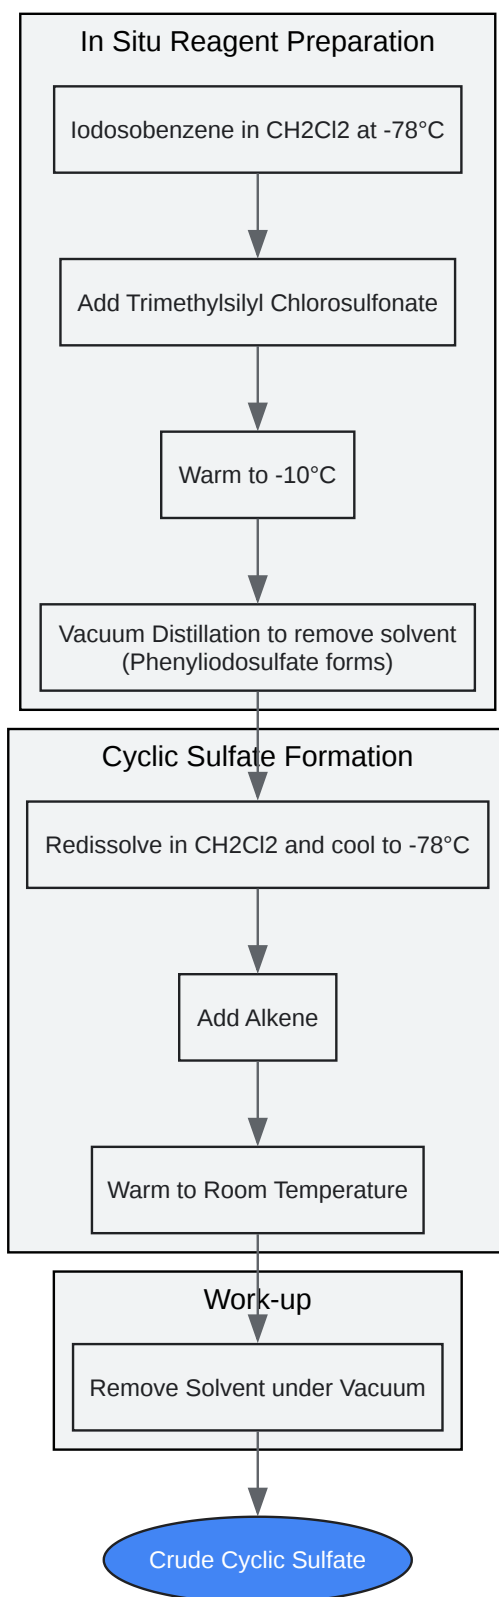 In Situ Reagent Preparation
Iodosobenzene in CH2Cl2 at -78°C
Add Trimethylsilyl Chlorosulfonate
Warm to -10°C
Vacuum Distillation to remove solvent
(Phenyliodosulfate forms)
Cyclic Sulfate Formation
Redissolve in CH2Cl2 and cool to -78°C
Add Alkene
Warm to Room Temperature
Work-up
Remove Solvent under Vacuum
Crude Cyclic Sulfate